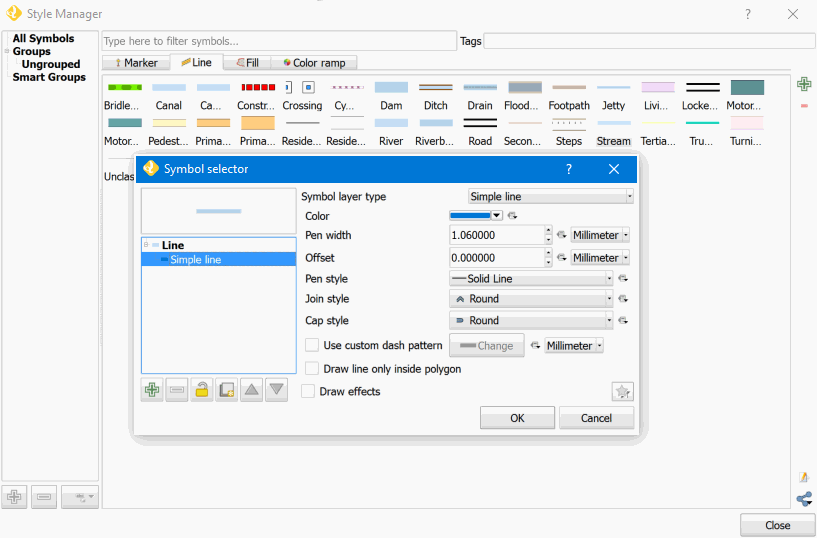 Style Manager
?
All Symbols
Groups
Ungrouped
Smart Groups
Type here to filter symbols...
Tags
Marker Line Fill Color ramp
Bridle... Canal Ca... Constr... Crossing Cy... Dam Ditch Drain Flood... Footpath Jetty Livi... Locke... Motor...
Motor... Pedest... Prima... Prima... Reside... Reside... River Riverb... Road Secon... Steps Stream Tertia... Tru... Turni...
Unclas
Symbol selector
?
Line
Simple line
Symbol layer type Simple line
Color
Pen width 1.060000 Millimeter
Offset 0.000000 Millimeter
Pen style Solid Line
Join style Round
Cap style Round
Use custom dash pattern Change Millimeter
Draw line only inside polygon
Draw effects
OK Cancel
Close